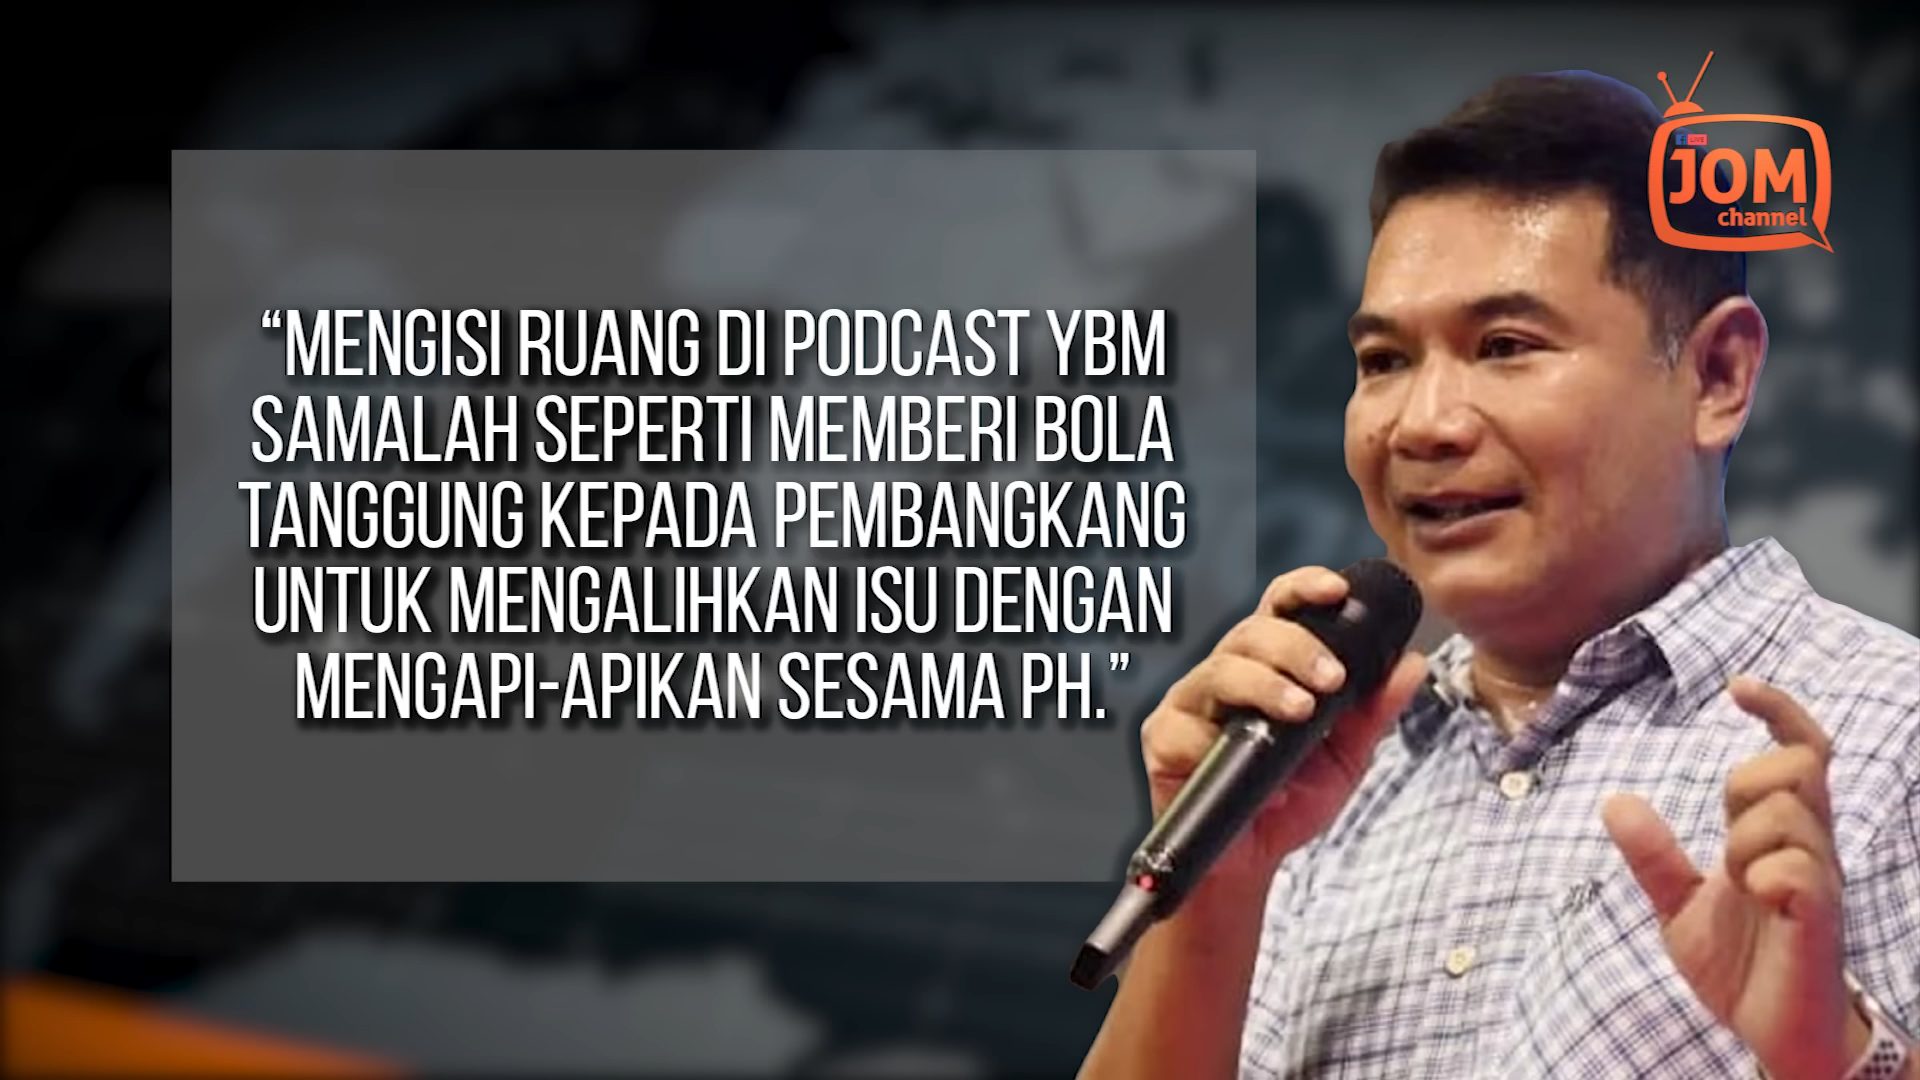 “MENGISI RUANG DI PODCAST YBM
SAMALAH SEPERTI MEMBERI BOLA
TANGGUNG KEPADA PEMBANGKANG
UNTUK MENGALIHKAN ISU DENGAN
MENGAPI-APIKAN SESAMA PH.”
LIVE
JOM
channel